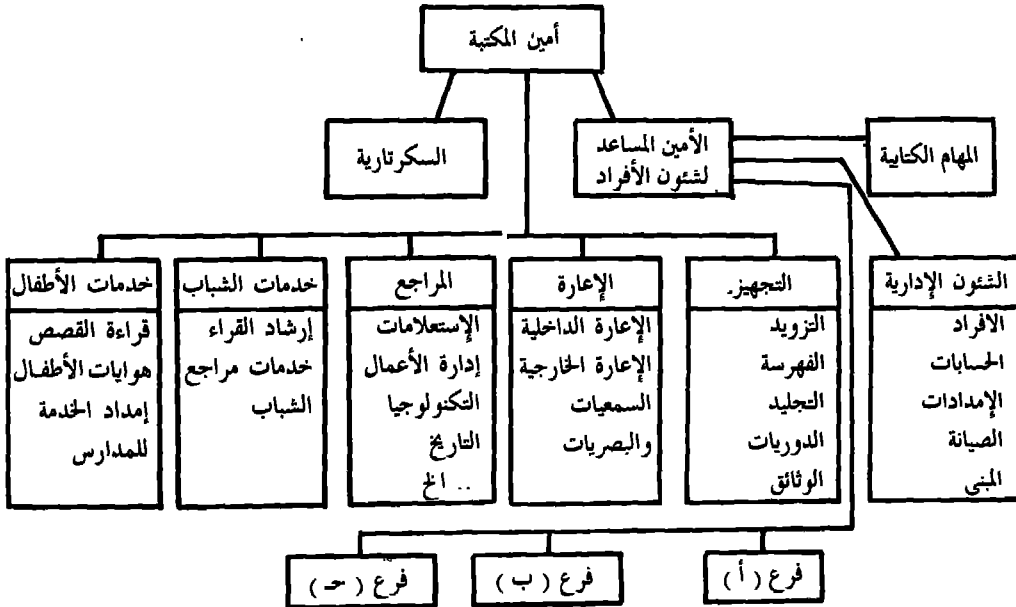 أمين المكتبة
المهام الكتابية
الأمين المساعد
لشئون الأفراد
السكرتارية
الشئون الإدارية
الافراد
الحسابات
الإمدادات
الصيانة
المبنى
التجهيز
التزويد
الفهرسة
التجليد
الدوريات
الوثائق
الإعارة
الإعارة الداخلية
الإعارة الخارجية
السمعيات
والبصريات
المراجع
الإستعلامات
إدارة الأعمال
التكنولوجيا
التاريخ
.. الخ
خدمات الشباب
إرشاد القراء
خدمات مراجع
الشباب
خدمات الأطفال
قراءة القصص
هوايات الأطفال
إمداد الخدمة
للمدارس
فرع ( أ )
فرع ( ب )
فرع ( حـ )